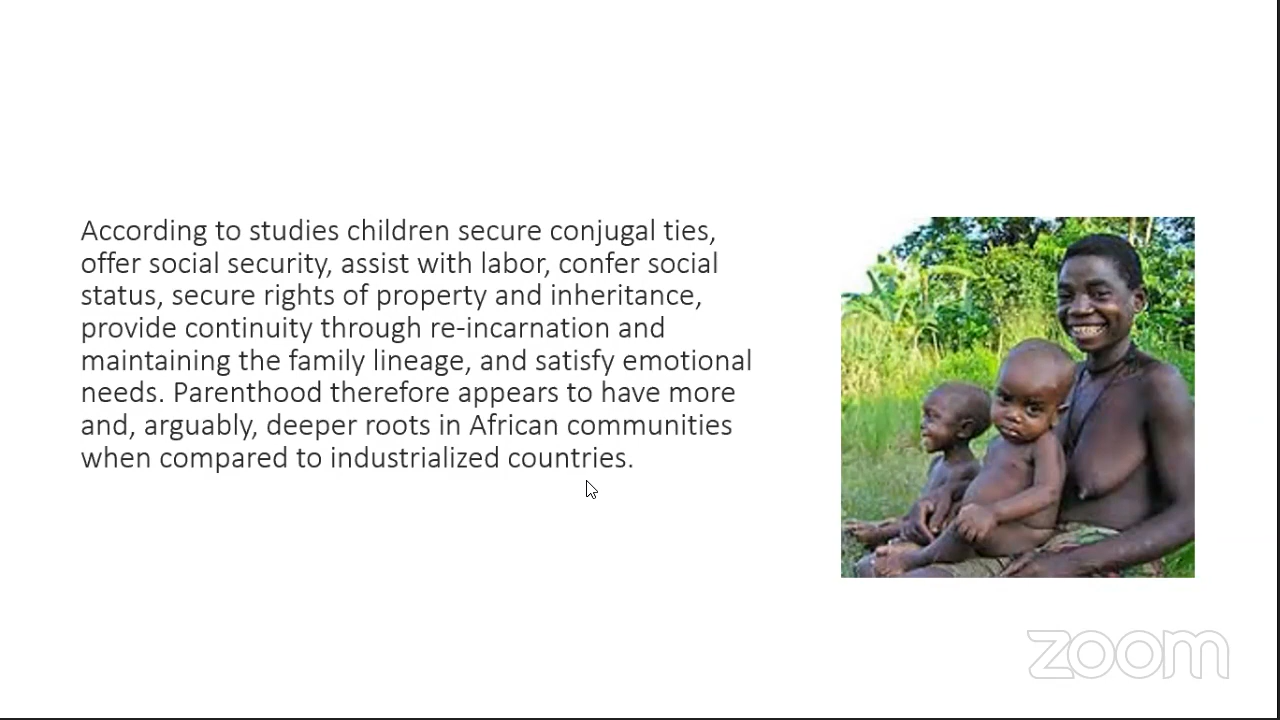 According to studies children secure conjugal ties,
offer social security, assist with labor, confer social
status, secure rights of property and inheritance,
provide continuity through re-incarnation and
maintaining the family lineage, and satisfy emotional
needs. Parenthood therefore appears to have more
and, arguably, deeper roots in African communities
when compared to industrialized countries.
zoom